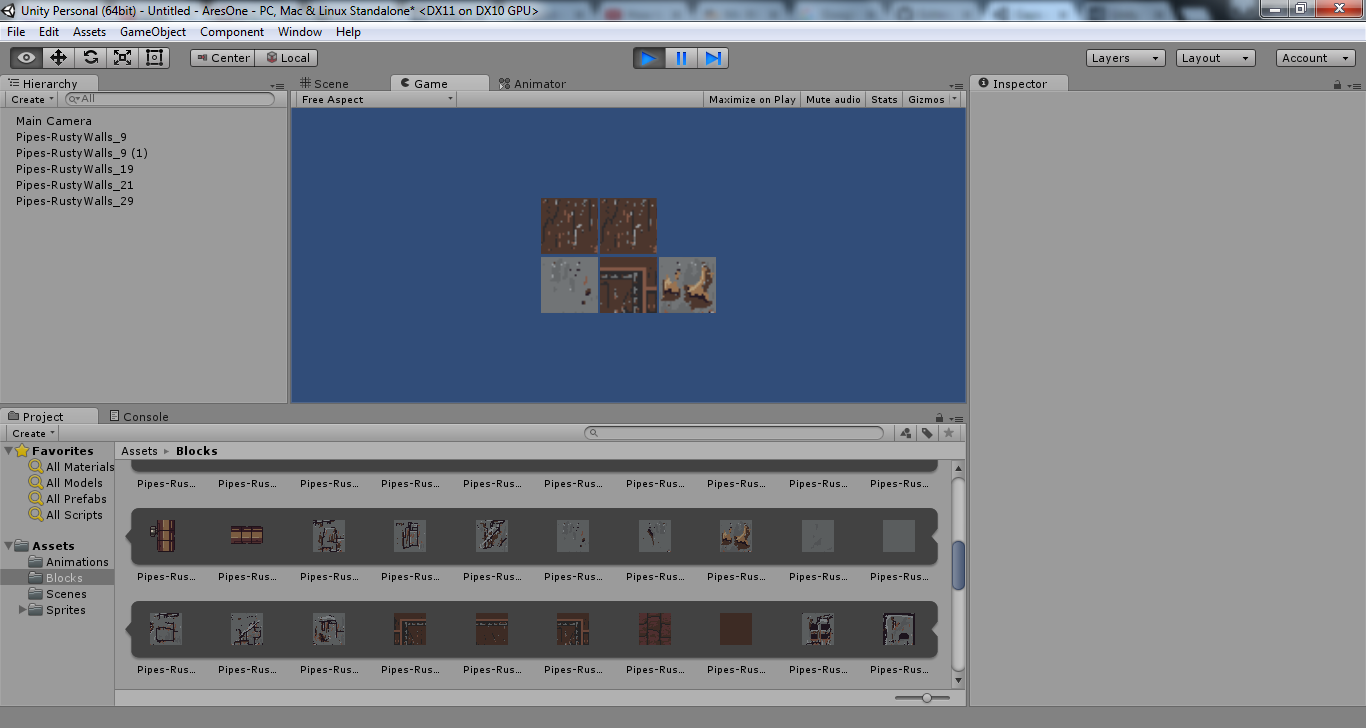 Unity Personal (64bit) - Untitled - AresOne - PC, Mac & Linux Standalone* <DX11 on DX10 GPU>
File Edit Assets GameObject Component Window Help
Center Local Layers Layout Account
Hierarchy Scene Game Animator Inspector
Create All Free Aspect Maximize on Play Mute audio Stats Gizmos
Main Camera
Pipes-RustyWalls_9
Pipes-RustyWalls_9 (1)
Pipes-RustyWalls_19
Pipes-RustyWalls_21
Pipes-RustyWalls_29
Project Console
Create
Favorites Assets Blocks
All Materials
All Models
All Prefabs
All Scripts
Assets
Animations
Blocks
Scenes
Sprites
Pipes-Rus... Pipes-Rus... Pipes-Rus... Pipes-Rus... Pipes-Rus... Pipes-Rus... Pipes-Rus... Pipes-Rus... Pipes-Rus... Pipes-Rus...
Pipes-Rus... Pipes-Rus... Pipes-Rus... Pipes-Rus... Pipes-Rus... Pipes-Rus... Pipes-Rus... Pipes-Rus... Pipes-Rus... Pipes-Rus...
Pipes-Rus... Pipes-Rus... Pipes-Rus... Pipes-Rus... Pipes-Rus... Pipes-Rus... Pipes-Rus... Pipes-Rus... Pipes-Rus... Pipes-Rus...